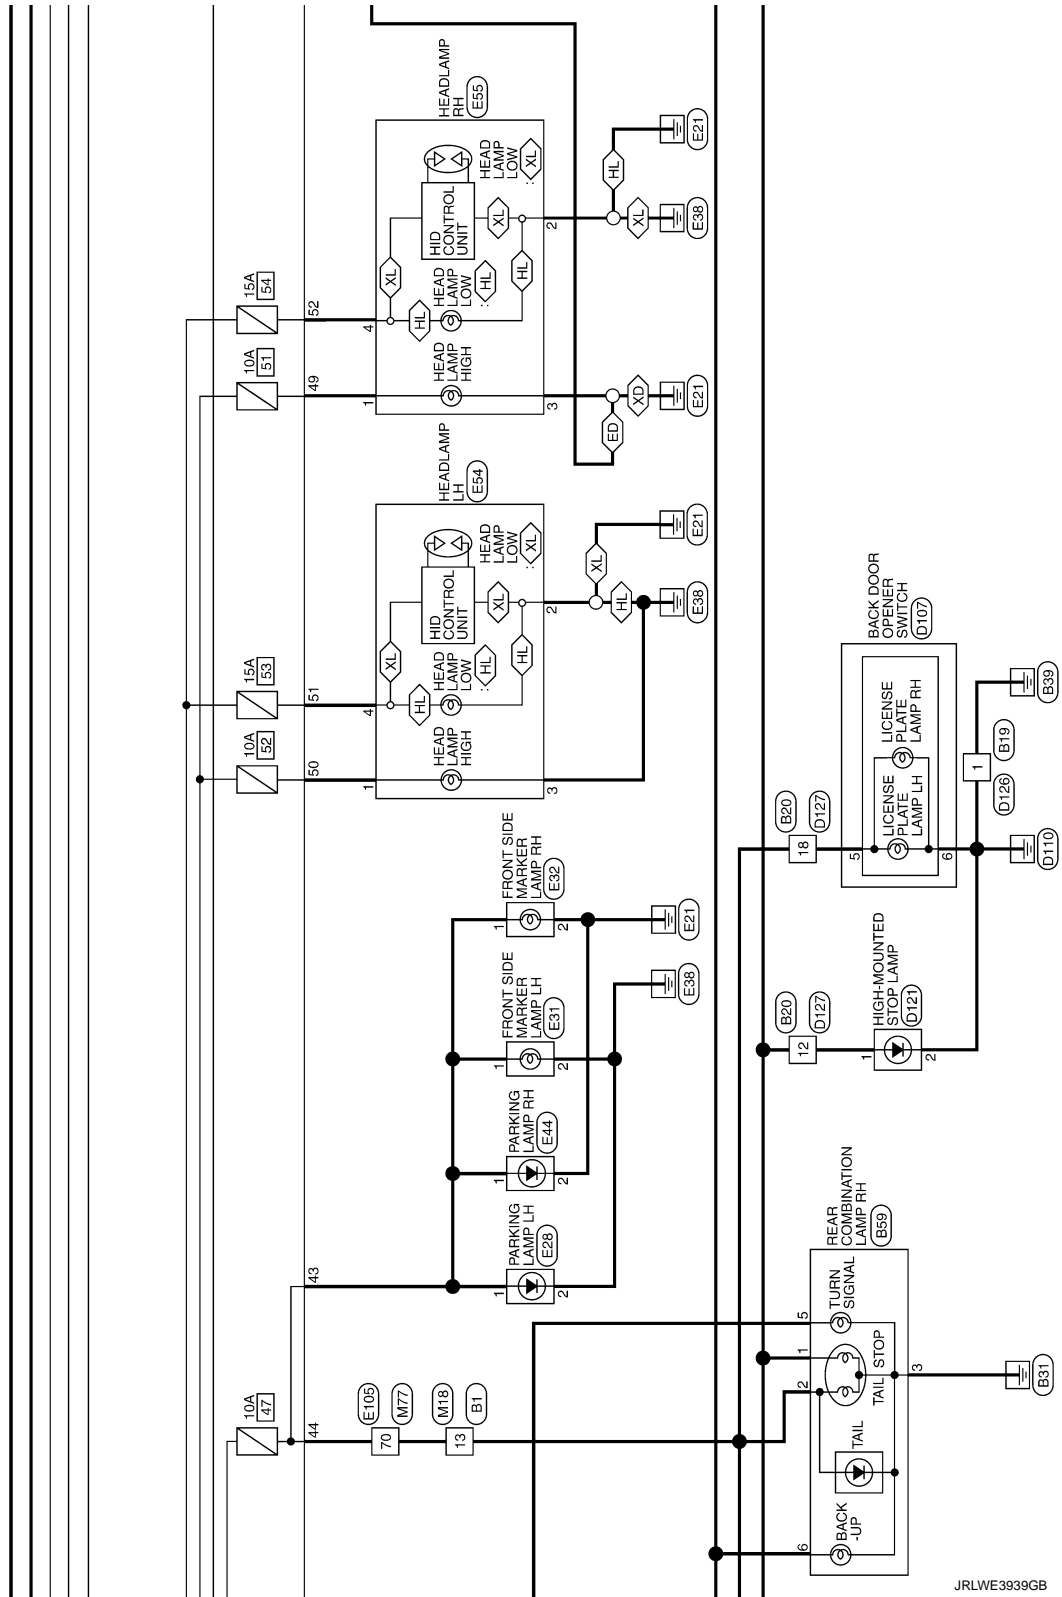 HEADLAMP
RH
E55
HEAD
LAMP
LOW
: XL
HID
CONTROL
UNIT
XL
XL
HL
HL
HEAD
LAMP
LOW
: HL
HEAD
LAMP
HIGH
15A
54
52
4
10A
51
49
1
2
3
HL
XL
E21
E38
ED
XD
E21
HEADLAMP
LH
E54
HEAD
LAMP
LOW
: XL
HID
CONTROL
UNIT
XL
XL
HL
HL
HEAD
LAMP
LOW
: HL
HEAD
LAMP
HIGH
15A
53
51
4
10A
52
50
1
2
3
XL
HL
E21
E38
FRONT SIDE
MARKER
LAMP RH
E32
1
2
E21
FRONT SIDE
MARKER
LAMP LH
E31
1
2
E38
PARKING
LAMP RH
E44
1
2
PARKING
LAMP LH
E28
1
2
43
10A
47
44
E105
M77
70
M18
B1
13
BACK DOOR
OPENER
SWITCH
D107
LICENSE
PLATE
LAMP RH
LICENSE
PLATE
LAMP LH
B20
D127
18
5
6
B19
D126
1
B39
D110
HIGH-MOUNTED
STOP LAMP
D121
B20
D127
12
1
2
REAR
COMBINATION
LAMP RH
B59
TURN
SIGNAL
STOP
TAIL
TAIL
BACK
-UP
5
1
2
6
3
B31
JRLWE3939GB